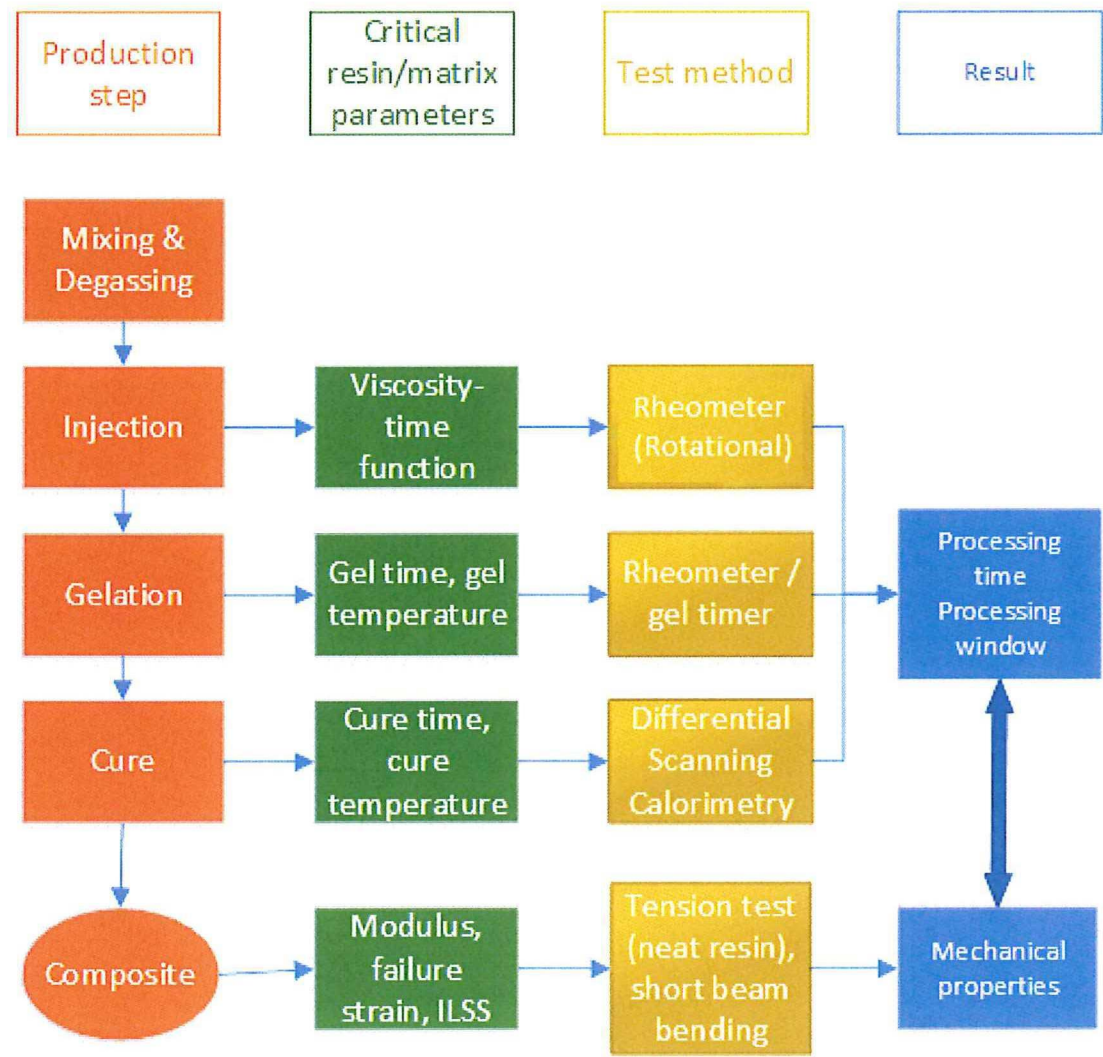 Production
step
Critical
resin/matrix
parameters
Test method
Result
Mixing &
Degassing
Injection
Viscosity-
time
function
Rheometer
(Rotational)
Gelation
Gel time, gel
temperature
Rheometer /
gel timer
Processing
time
Processing
window
Cure
Cure time,
cure
temperature
Differential
Scanning
Calorimetry
Composite
Modulus,
failure
strain, ILSS
Tension test
(neat resin),
short beam
bending
Mechanical
properties